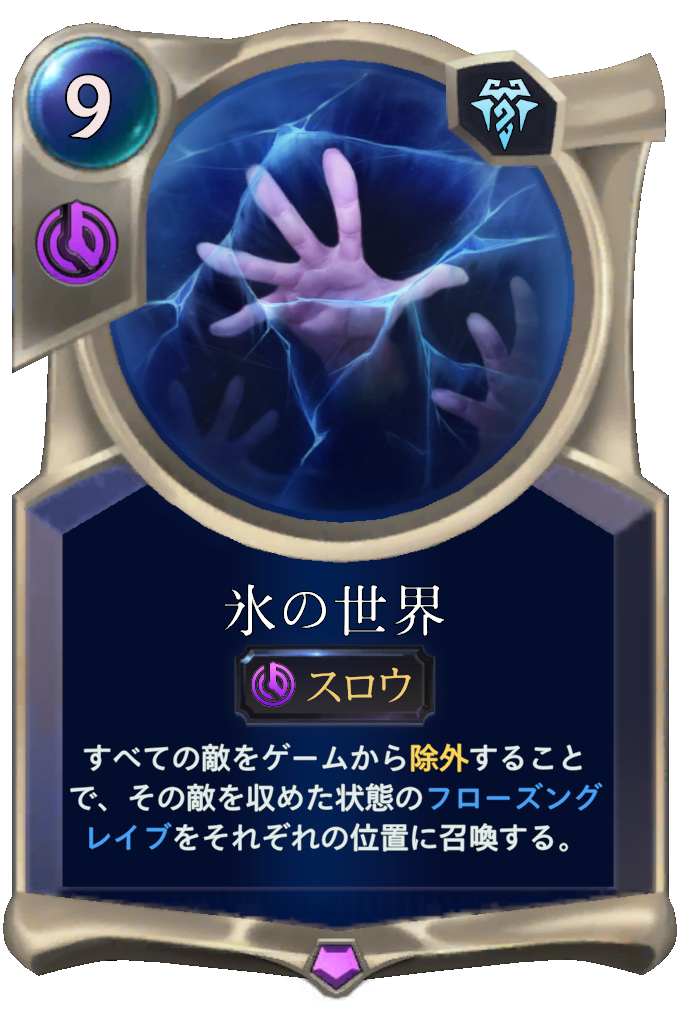 9
氷の世界
スロウ
すべての敵をゲームから除外すること
で、その敵を収めた状態のフローズング
レイブをそれぞれの位置に召喚する。